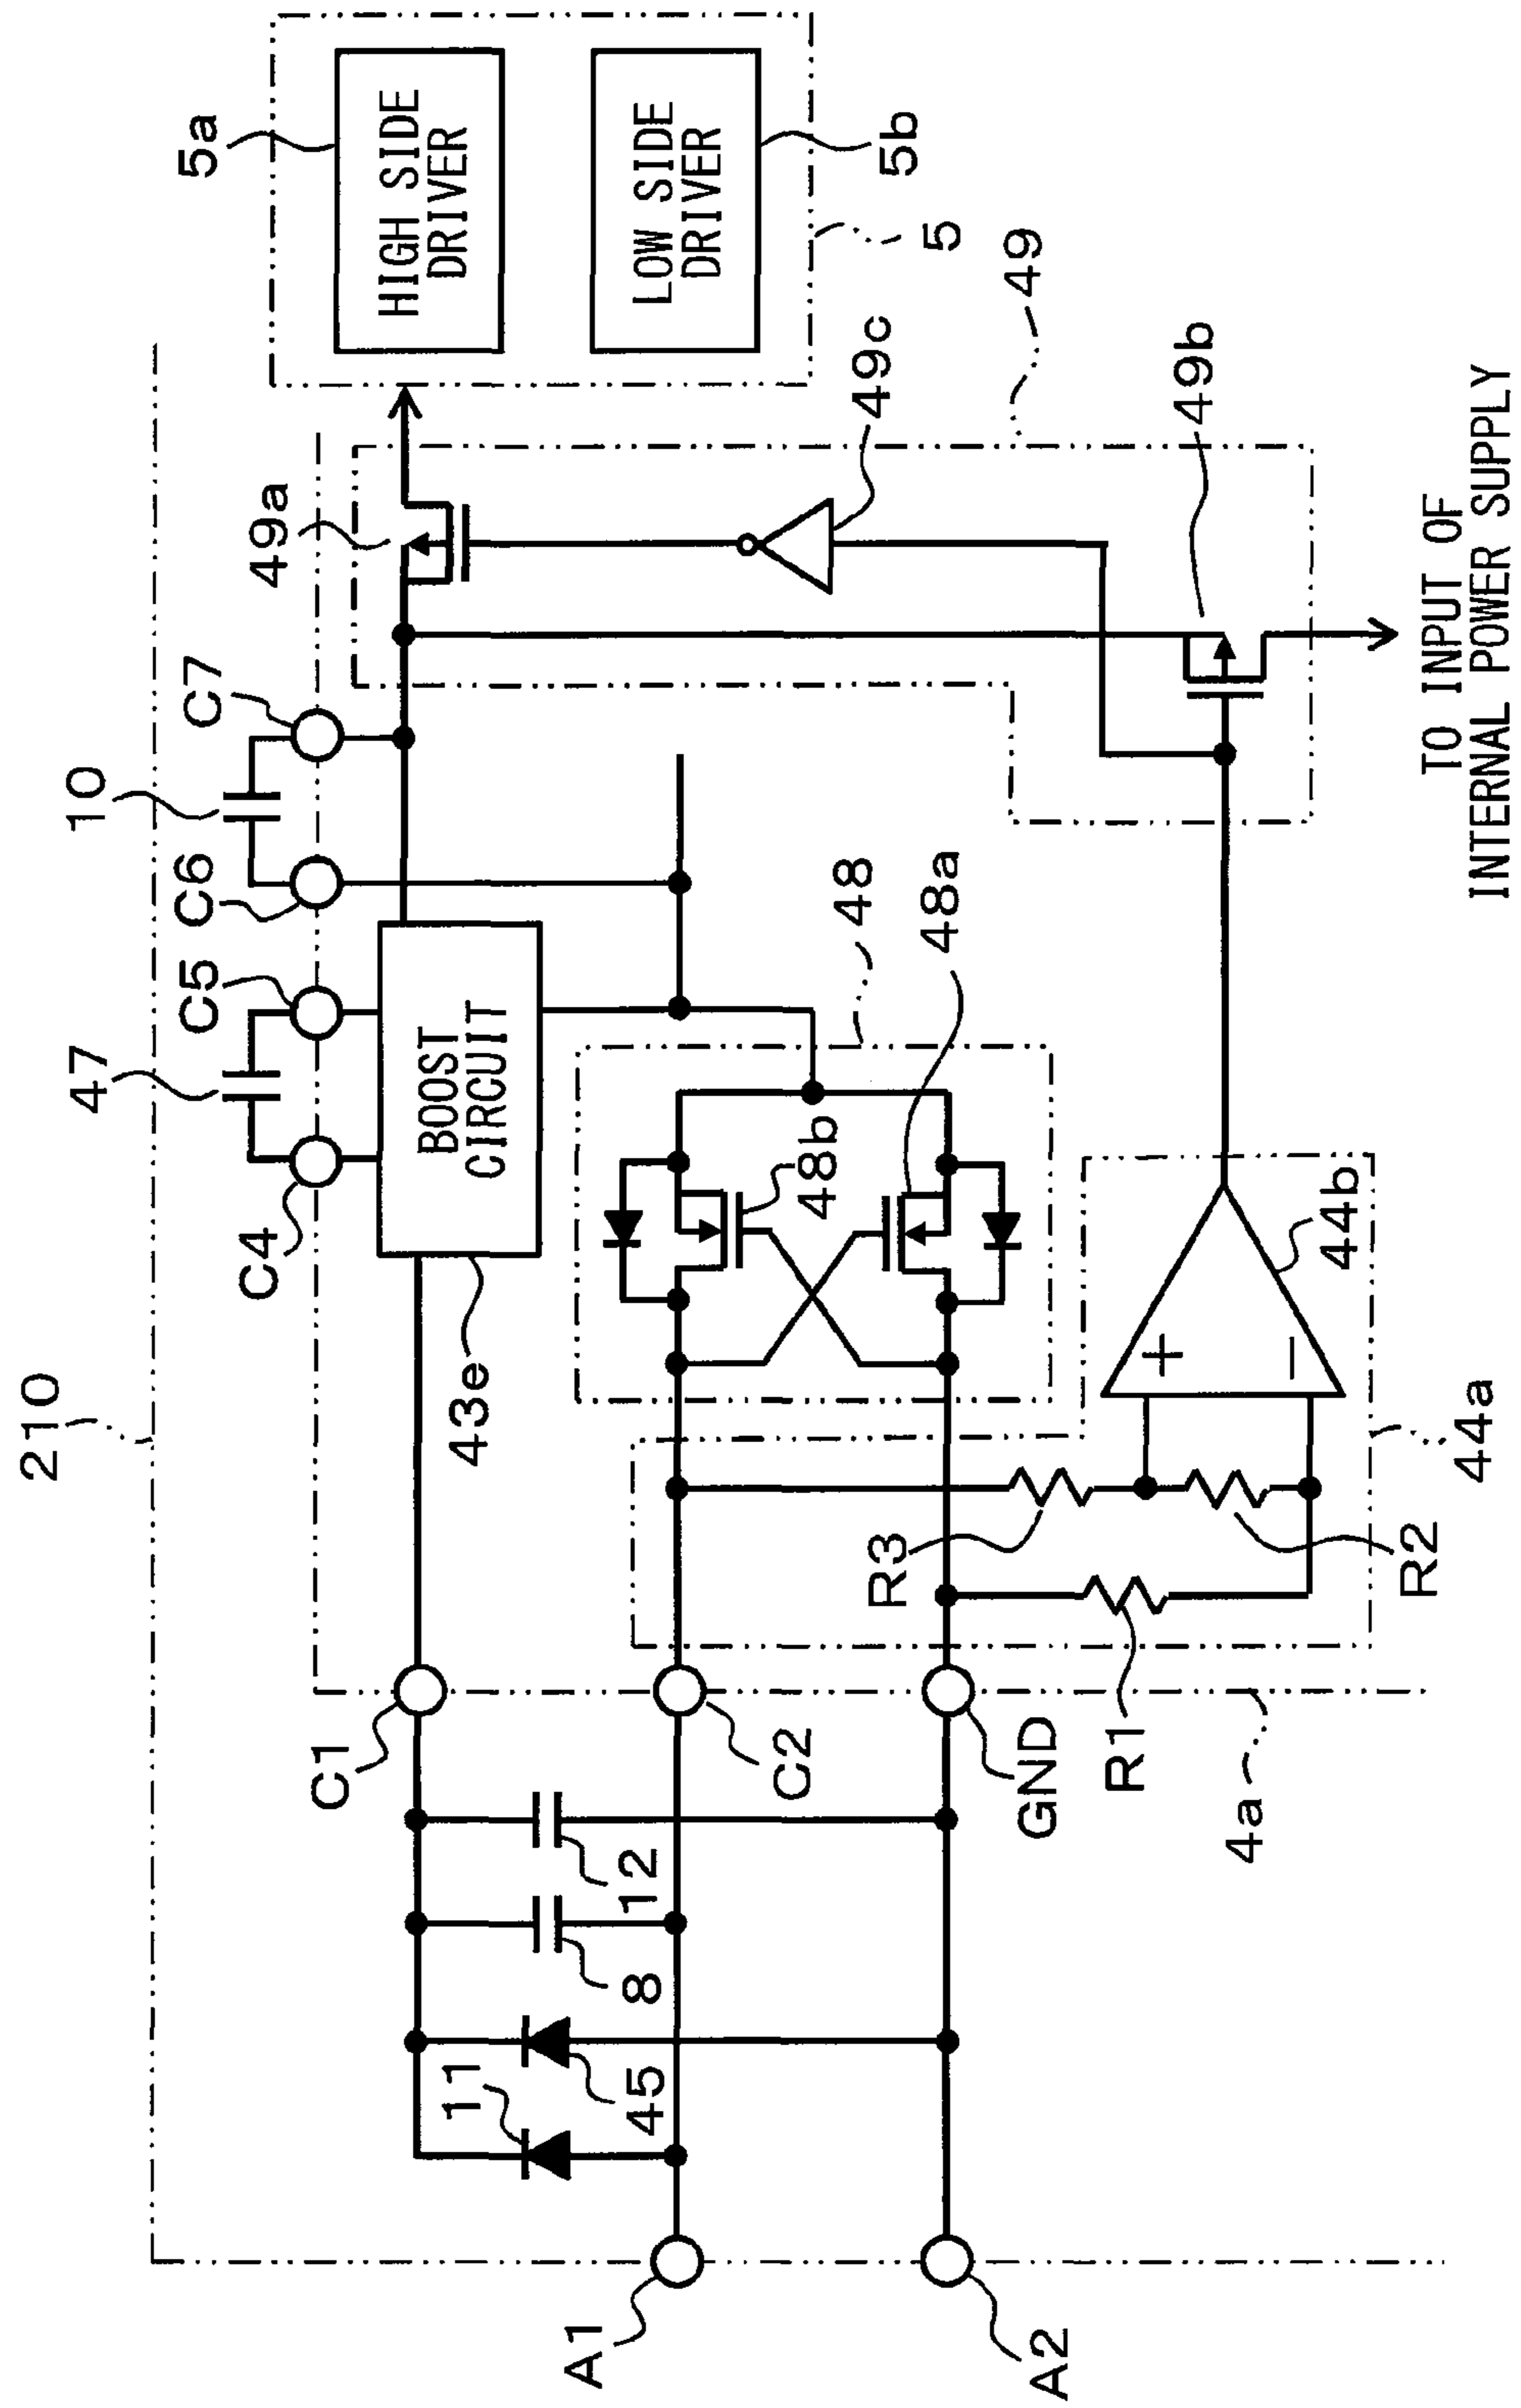 210
47
10
C4
C5
C6
C7
49a
5a
HIGH SIDE
DRIVER
LOW SIDE
DRIVER
5b
5
43e
BOOST
CIRCUIT
C1
11
45
8
12
C2
A1
A2
GND
4a
48
48a
48b
49
49c
49b
R3
R1
R2
+
−
44b
44a
TO INPUT OF
INTERNAL POWER SUPPLY